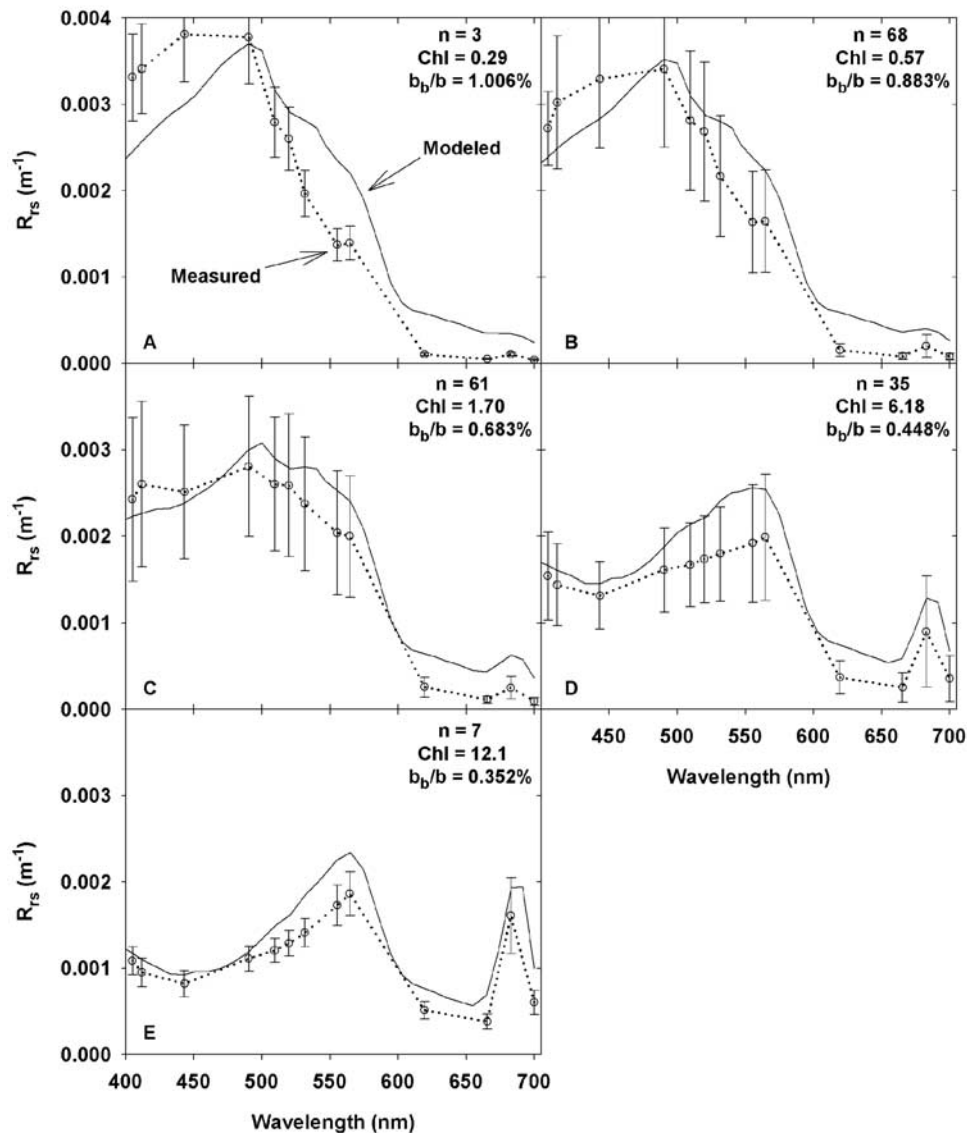 0.004
0.003
0.002
0.001
0.000
R_rs (m^-1)
n = 3
Chl = 0.29
b_b/b = 1.006%
Modeled
Measured
A
n = 68
Chl = 0.57
b_b/b = 0.883%
B
0.003
0.002
0.001
0.000
R_rs (m^-1)
n = 61
Chl = 1.70
b_b/b = 0.683%
C
n = 35
Chl = 6.18
b_b/b = 0.448%
D
450 500 550 600 650 700
Wavelength (nm)
0.003
0.002
0.001
0.000
R_rs (m^-1)
n = 7
Chl = 12.1
b_b/b = 0.352%
E
400 450 500 550 600 650 700
Wavelength (nm)